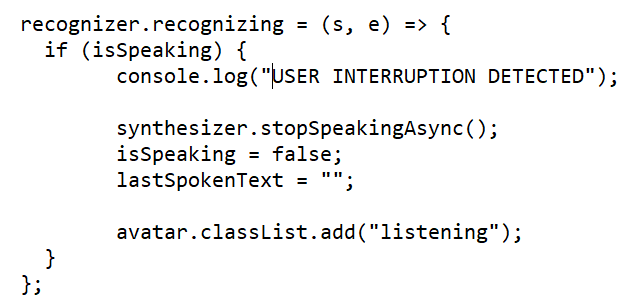 recognizer.recognizing = (s, e) => {
  if (isSpeaking) {
        console.log("USER INTERRUPTION DETECTED");

        synthesizer.stopSpeakingAsync();
        isSpeaking = false;
        lastSpokenText = "";

        avatar.classList.add("listening");
  }
};